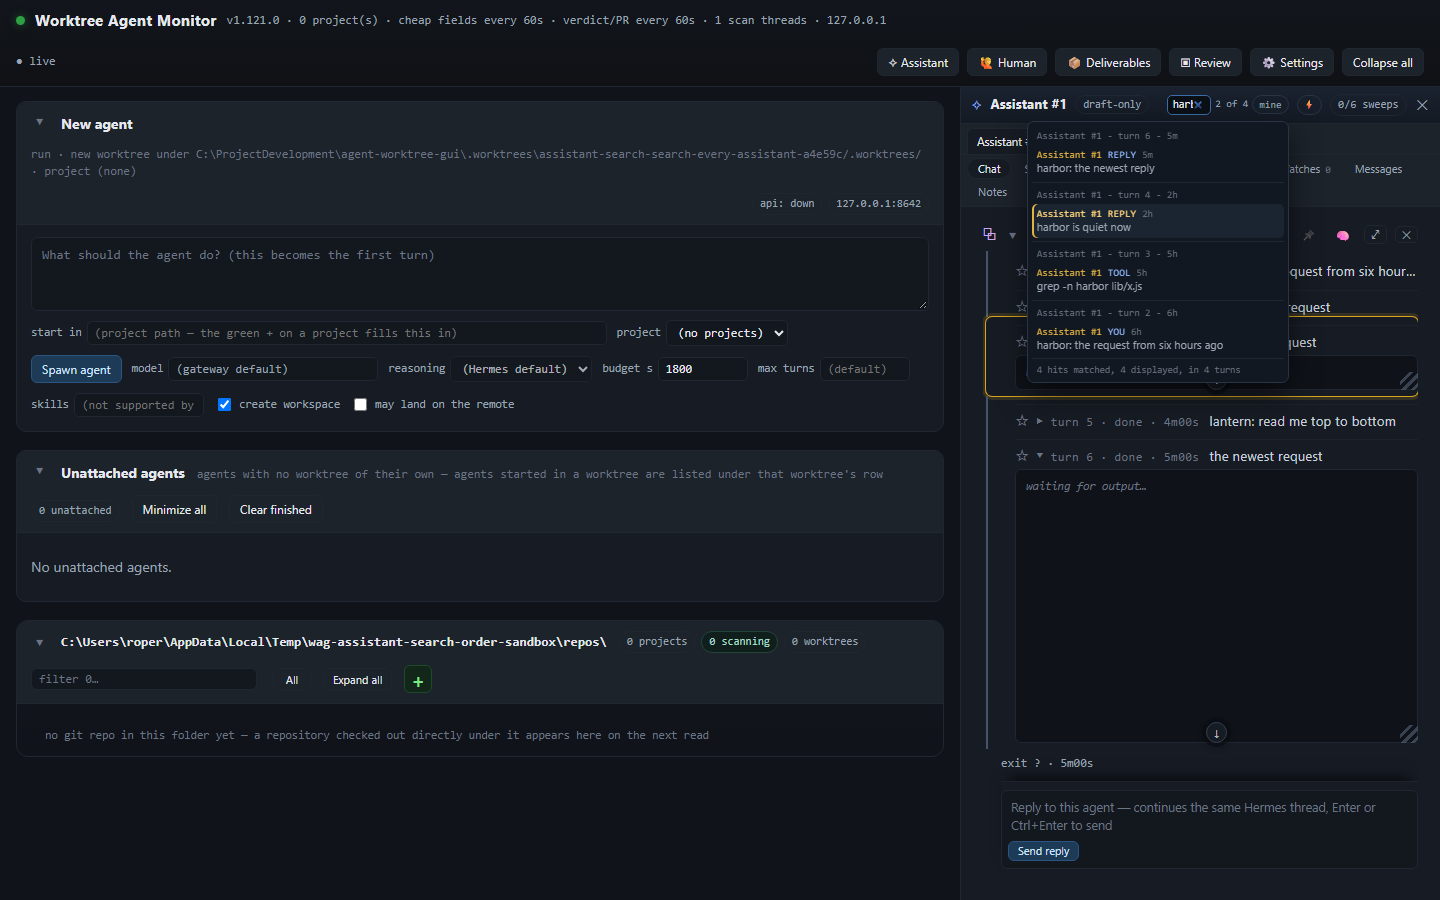 Worktree Agent Monitor v1.121.0 · 0 project(s) · cheap fields every 60s · verdict/PR every 60s · 1 scan threads · 127.0.0.1
live
Assistant
Human
Deliverables
Review
Settings
Collapse all
New agent
run · new worktree under C:\ProjectDevelopment\agent-worktree-gui\.worktrees\assistant-search-search-every-assistant-a4e59c/.worktrees/
· project (none)
api: down 127.0.0.1:8642
What should the agent do? (this becomes the first turn)
start in (project path — the green + on a project fills this in) project (no projects)
Spawn agent model (gateway default) reasoning (Hermes default) budget s 1800 max turns (default)
skills (not supported by create workspace may land on the remote
Unattached agents agents with no worktree of their own — agents started in a worktree are listed under that worktree's row
0 unattached Minimize all Clear finished
No unattached agents.
C:\Users\roper\AppData\Local\Temp\wag-assistant-search-order-sandbox\repos\ 0 projects 0 scanning 0 worktrees
filter 0… All Expand all +
no git repo in this folder yet — a repository checked out directly under it appears here on the next read
Assistant #1 draft-only 2 of 4 mine 0/6 sweeps
Assistant
Chat
Messages
Notes
Assistant #1 - turn 6 - 5m
Assistant #1 REPLY 5m
harbor: the newest reply
Assistant #1 - turn 4 - 2h
Assistant #1 REPLY 2h
harbor is quiet now
Assistant #1 - turn 3 - 5h
Assistant #1 TOOL 5h
grep -n harbor lib/x.js
Assistant #1 - turn 2 - 6h
Assistant #1 YOU 6h
harbor: the request from six hours ago
4 hits matched, 4 displayed, in 4 turns
from six hour…
turn 5 · done · 4m00s lantern: read me top to bottom
turn 6 · done · 5m00s the newest request
waiting for output…
exit ? · 5m00s
Reply to this agent — continues the same Hermes thread, Enter or
Ctrl+Enter to send
Send reply